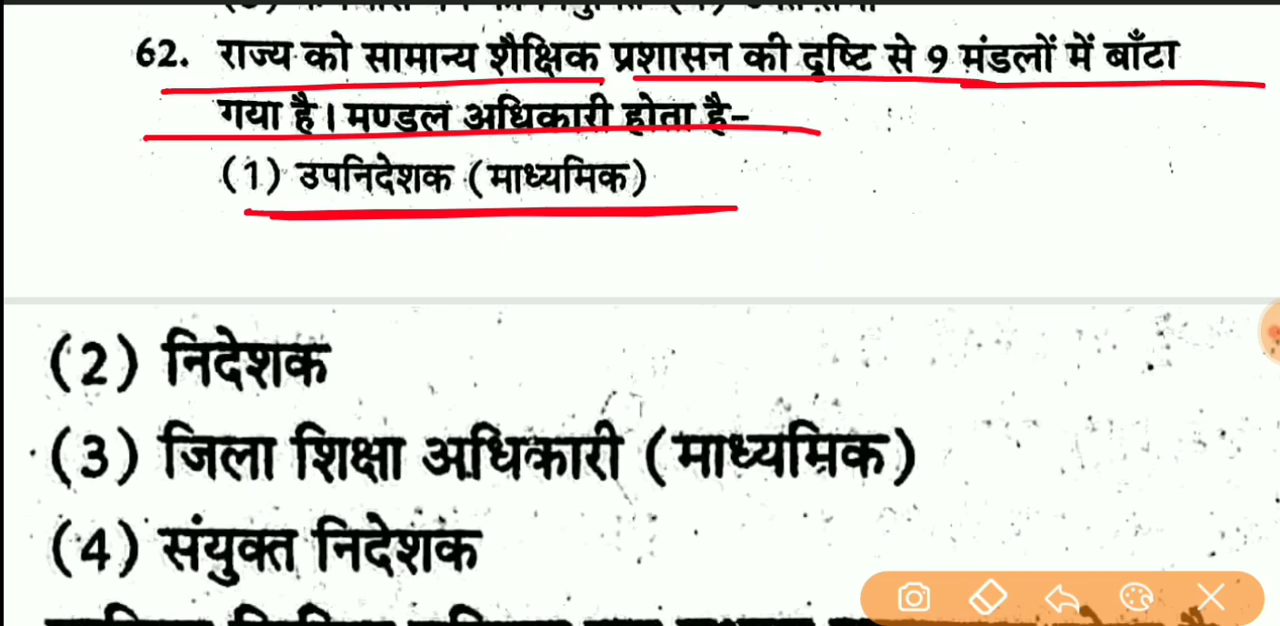 62. राज्य को सामान्य शैक्षिक प्रशासन की दृष्टि से 9 मंडलों में बाँटा
गया है। मण्डल अधिकारी होता है–
(1) उपनिदेशक (माध्यमिक)
(2) निदेशक
(3) जिला शिक्षा अधिकारी (माध्यमिक)
(4) संयुक्त निदेशक